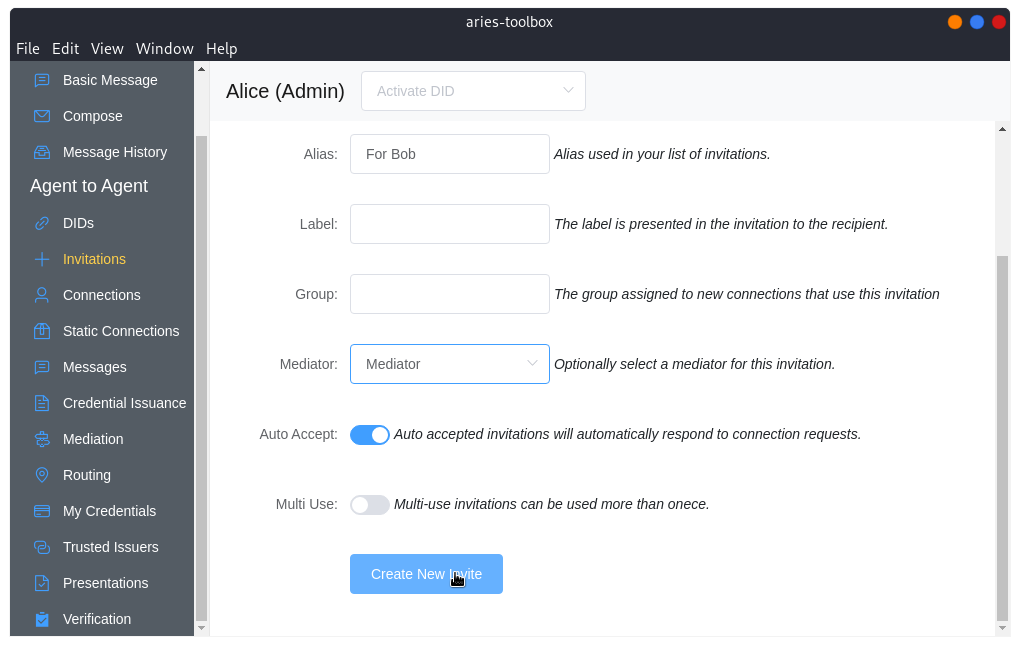 aries-toolbox
File Edit View Window Help
Basic Message
Compose
Message History
Agent to Agent
DIDs
Invitations
Connections
Static Connections
Messages
Credential Issuance
Mediation
Routing
My Credentials
Trusted Issuers
Presentations
Verification
Alice (Admin) Activate DID
Alias: For Bob Alias used in your list of invitations.
Label: The label is presented in the invitation to the recipient.
Group: The group assigned to new connections that use this invitation
Mediator: Mediator Optionally select a mediator for this invitation.
Auto Accept: Auto accepted invitations will automatically respond to connection requests.
Multi Use: Multi-use invitations can be used more than onece.
Create New Invite